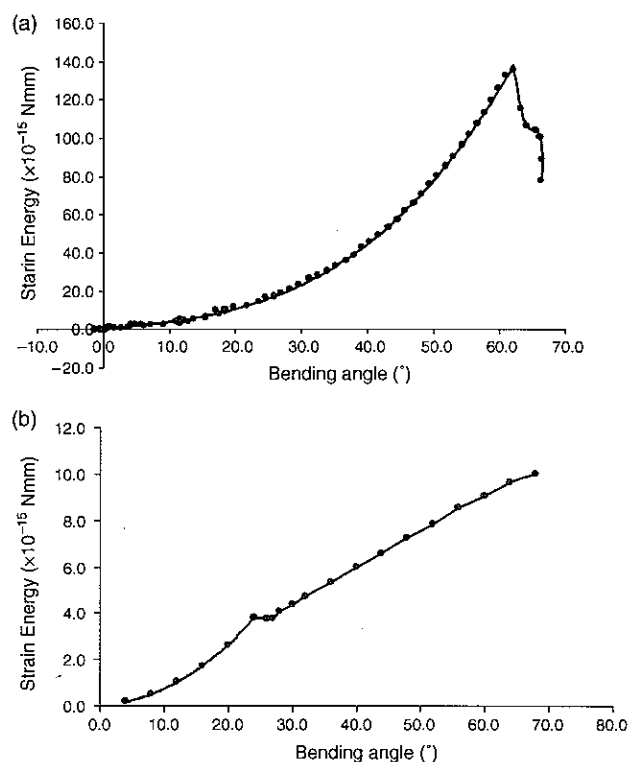 (a)
160.0
140.0
120.0
100.0
80.0
60.0
40.0
20.0
0.0
−20.0
−10.0 0.0 10.0 20.0 30.0 40.0 50.0 60.0 70.0
Starin Energy (×10⁻¹⁵ Nmm)
Bending angle (°)
(b)
12.0
10.0
8.0
6.0
4.0
2.0
0.0
0.0 10.0 20.0 30.0 40.0 50.0 60.0 70.0 80.0
Strain Energy (×10⁻¹⁵ Nmm)
Bending angle (°)